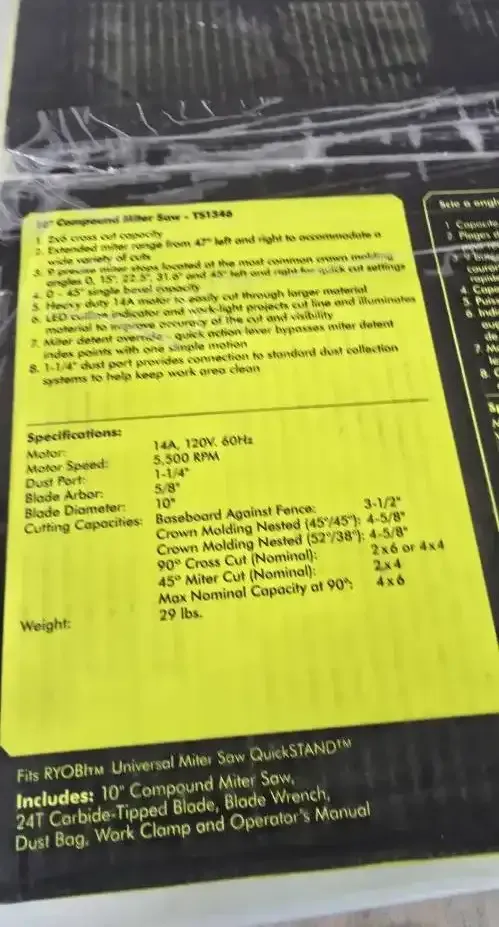 10" Compound Miter Saw - TS1346
1. 2x6 cross cut capacity
2. Extended miter range from 47° left and right to accommodate a
wide variety of cuts
3. 9 precise miter stops located at the most common crown molding
angles 0, 15°, 22.5°, 31.6° and 45° left and right for quick cut settings
4. 0 - 45° single bevel capacity
5. Heavy duty 14A motor to easily cut through larger material
6. LED cutline indicator and work-light projects cut line and illuminates
material to improve accuracy of the cut and visibility
7. Miter detent override - quick action lever bypasses miter detent
index points with one simple motion
8. 1-1/4" dust port provides connection to standard dust collection
systems to help keep work area clean
Specifications:
Motor: 14A, 120V, 60Hz
Motor Speed: 5,500 RPM
Dust Port: 1-1/4"
Blade Arbor: 5/8"
Blade Diameter: 10"
Cutting Capacities: Baseboard Against Fence: 3-1/2"
Crown Molding Nested (45°/45°): 4-5/8"
Crown Molding Nested (52°/38°): 4-5/8"
90° Cross Cut (Nominal): 2x6 or 4x4
45° Miter Cut (Nominal): 2x4
Max Nominal Capacity at 90°: 4x6
Weight: 29 lbs.
Fits RYOBI™ Universal Miter Saw QuickSTAND™
Includes: 10" Compound Miter Saw,
24T Carbide-Tipped Blade, Blade Wrench,
Dust Bag, Work Clamp and Operator's Manual
Scie à